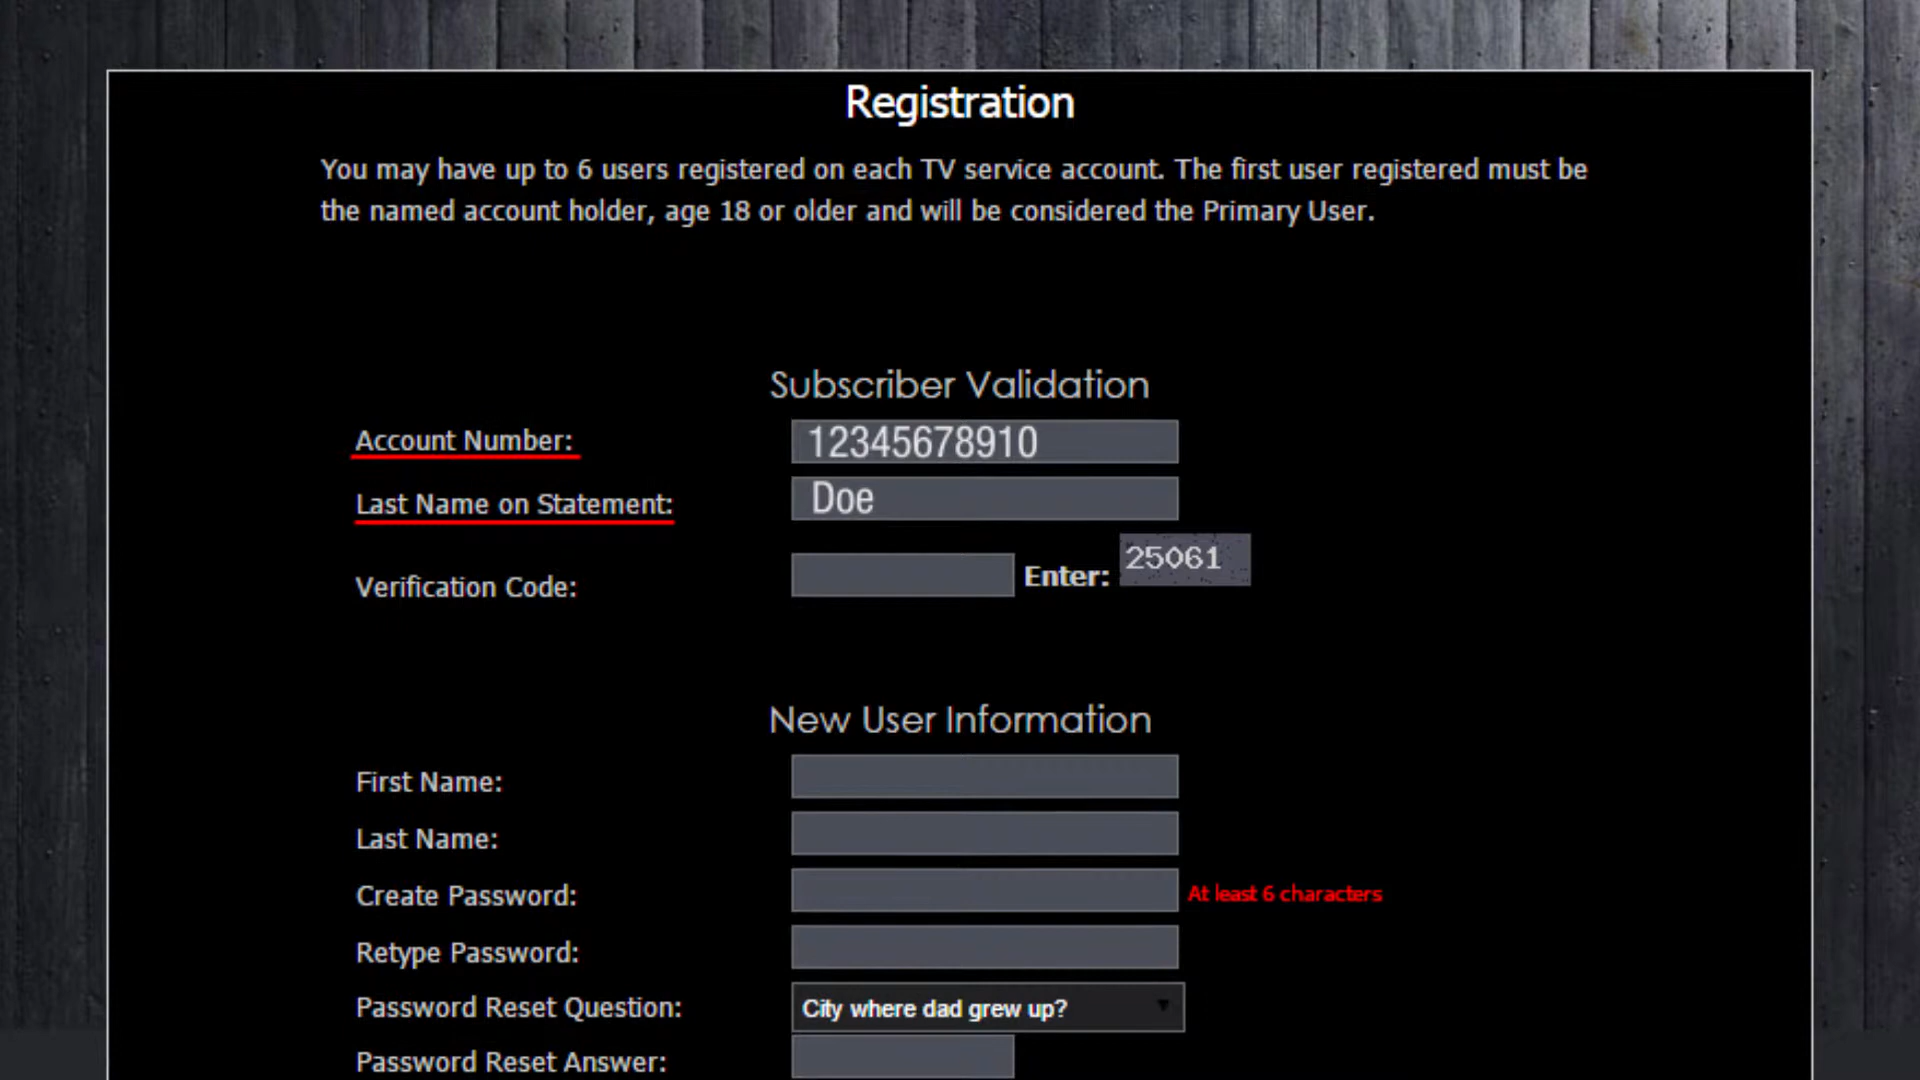 Registration
You may have up to 6 users registered on each TV service account. The first user registered must be
the named account holder, age 18 or older and will be considered the Primary User.
Subscriber Validation
Account Number: 12345678910
Last Name on Statement: Doe
Verification Code: Enter: 25061
New User Information
First Name:
Last Name:
Create Password: At least 6 characters
Retype Password:
Password Reset Question: City where dad grew up?
Password Reset Answer: